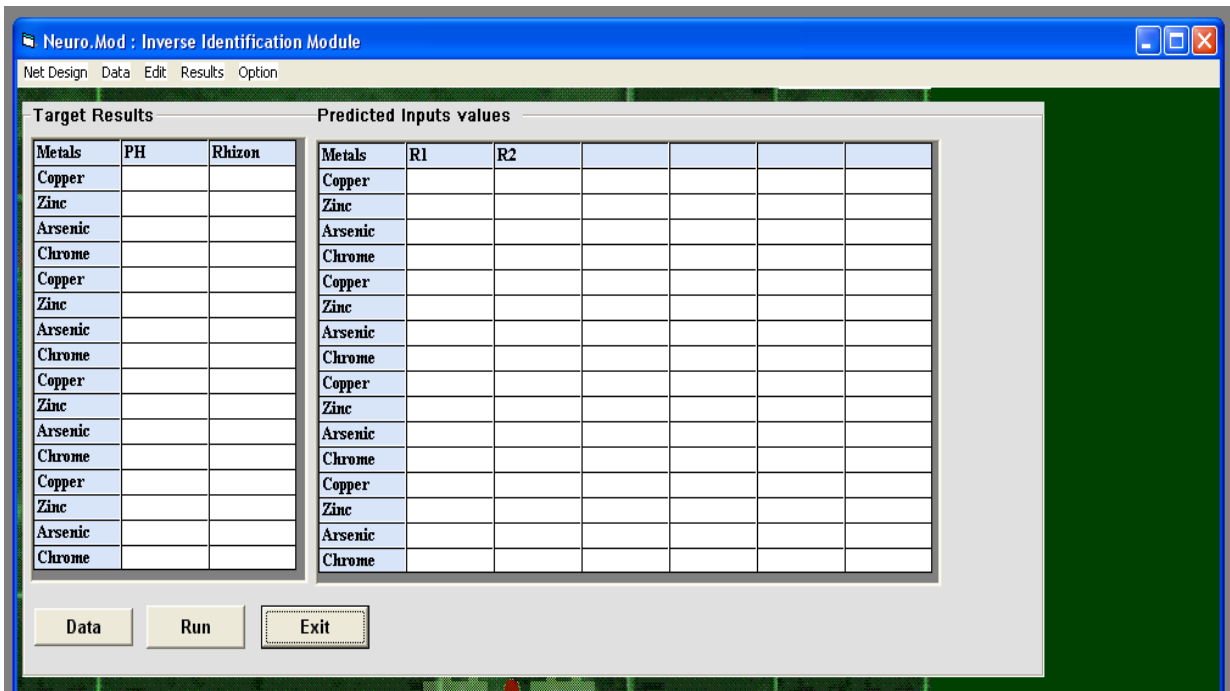 Neuro.Mod : Inverse Identification Module
Net Design Data Edit Results Option
Target Results
Metals PH Rhizon
Copper
Zinc
Arsenic
Chrome
Copper
Zinc
Arsenic
Chrome
Copper
Zinc
Arsenic
Chrome
Copper
Zinc
Arsenic
Chrome
Predicted Inputs values
Metals R1 R2
Copper
Zinc
Arsenic
Chrome
Copper
Zinc
Arsenic
Chrome
Copper
Zinc
Arsenic
Chrome
Copper
Zinc
Arsenic
Chrome
Data Run Exit